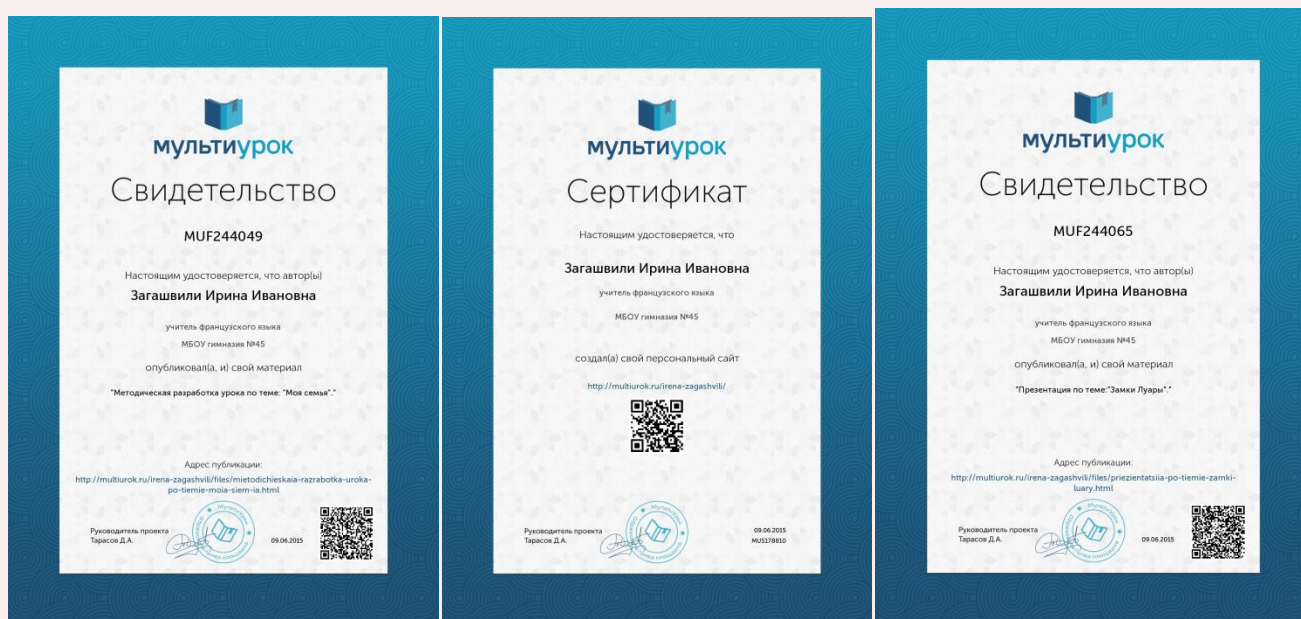 мультиурок
Свидетельство
MUF244049
Настоящим удостоверяется, что автор(ы)
Загашвили Ирина Ивановна
учитель французского языка
МБОУ гимназия №45
опубликовал(а, и) свой материал
"Методическая разработка урока по теме: "Моя семья"."
Адрес публикации:
http://multiurok.ru/irena-zagashvili/files/mietodichieskaia-razrabotka-uroka-
po-tiemie-moia-siem-ia.html
Руководитель проекта
Тарасов Д.А.
09.06.2015
мультиурок
Сертификат
Настоящим удостоверяется, что
Загашвили Ирина Ивановна
учитель французского языка
МБОУ гимназия №45
создал(а) свой персональный сайт
http://multiurok.ru/irena-zagashvili/
Руководитель проекта
Тарасов Д.А.
09.06.2015
MUS178810
мультиурок
Свидетельство
MUF244065
Настоящим удостоверяется, что автор(ы)
Загашвили Ирина Ивановна
учитель французского языка
МБОУ гимназия №45
опубликовал(а, и) свой материал
"Презентация по теме:"Замки Луары"."
Адрес публикации:
http://multiurok.ru/irena-zagashvili/files/priezientatsiia-po-tiemie-zamki-
luary.html
Руководитель проекта
Тарасов Д.А.
09.06.2015